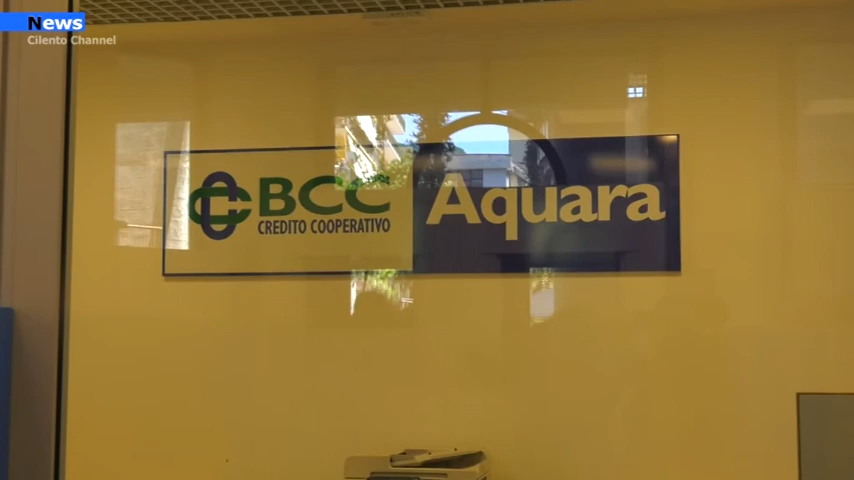 News
Cilento Channel
BCC
CREDITO COOPERATIVO
Aquara